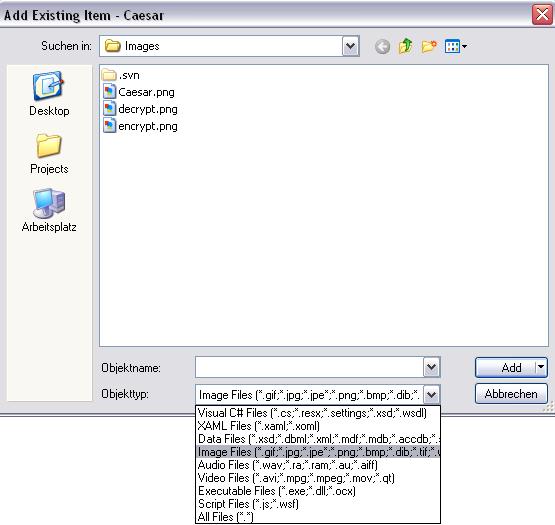 Add Existing Item - Caesar
Suchen in: Images
.svn
Caesar.png
decrypt.png
encrypt.png
Desktop
Projects
Arbeitsplatz
Objektname:
Add
Objekttyp: Image Files (*.gif;*.jpg;*.jpe*;*.png;*.bmp;*.dib;*.
Abbrechen
Visual C# Files (*.cs;*.resx;*.settings;*.xsd;*.wsdl)
XAML Files (*.xaml;*.xoml)
Data Files (*.xsd;*.dbml;*.xml;*.mdf;*.mdb;*.accdb;*.
Image Files (*.gif;*.jpg;*.jpe*;*.png;*.bmp;*.dib;*.tif;*.
Audio Files (*.wav;*.ra;*.ram;*.au;*.aiff)
Video Files (*.avi;*.mpg;*.mpeg;*.mov;*.qt)
Executable Files (*.exe;*.dll;*.ocx)
Script Files (*.js;*.wsf)
All Files (*.*)